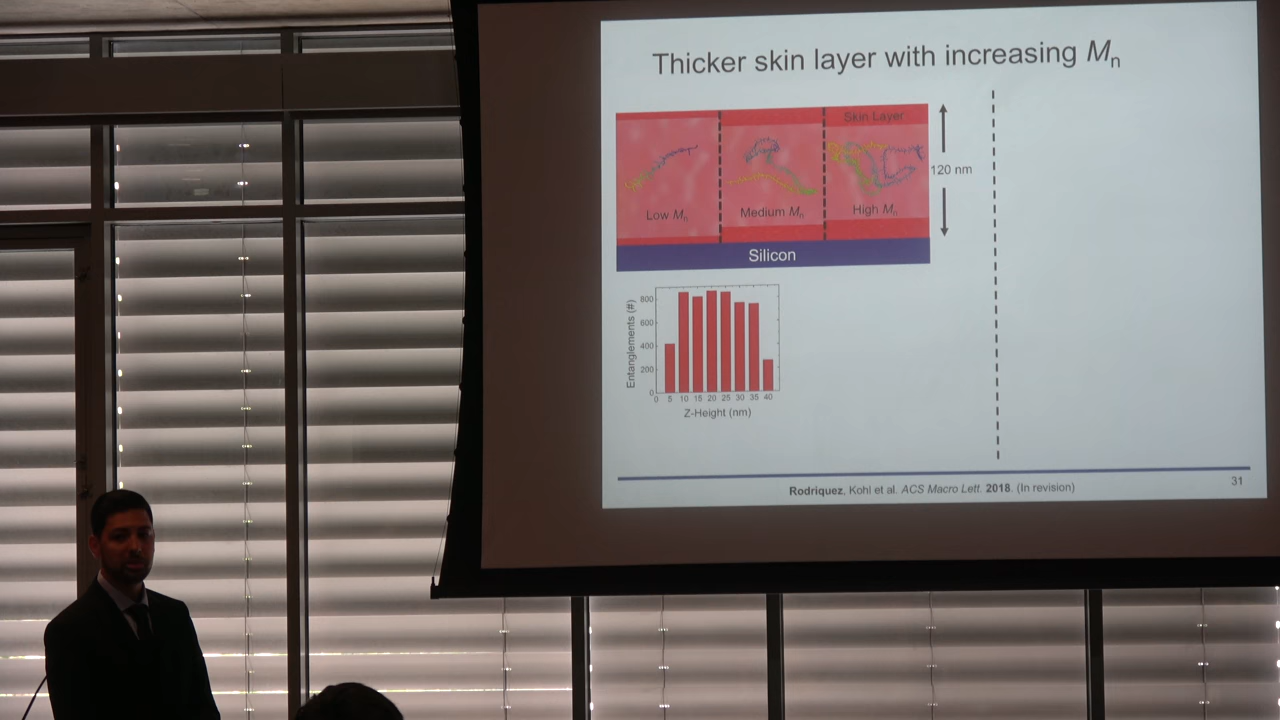 Thicker skin layer with increasing Mn
Skin Layer
120 nm
Low Mn
Medium Mn
High Mn
Silicon
Entanglements (#)
800
600
400
200
0
0 5 10 15 20 25 30 35 40
Z-Height (nm)
Rodriquez, Kohl et al. ACS Macro Lett. 2018. (In revision)
31